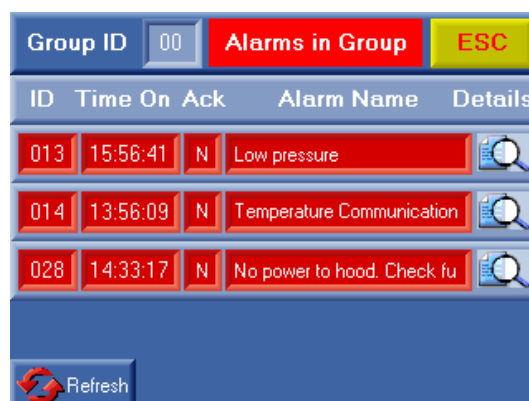 Group ID 00 Alarms in Group ESC
ID Time On Ack Alarm Name Details
013 15:56:41 N Low pressure
014 13:56:09 N Temperature Communication
028 14:33:17 N No power to hood. Check fu
Refresh